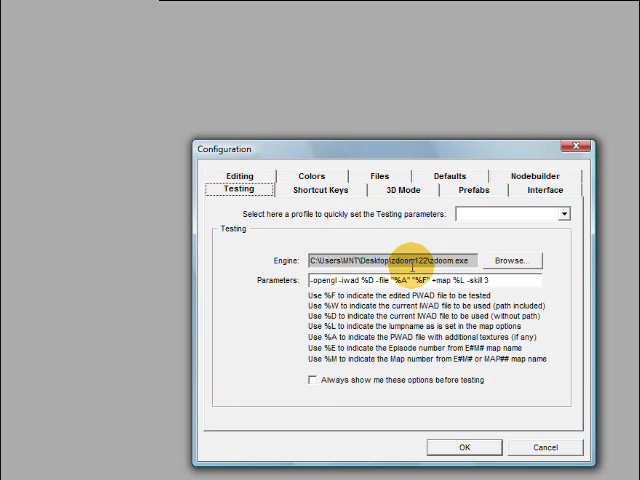 Configuration
Editing Colors Files Defaults Nodebuilder
Testing Shortcut Keys 3D Mode Prefabs Interface
Select here a profile to quickly set the Testing parameters:
Testing
Engine: C:\Users\MNT\Desktop\zdoom122\zdoom.exe Browse...
Parameters: -opengl -iwad %D -file "%A" "%F" +map %L -skill 3
Use %F to indicate the edited PWAD file to be tested
Use %W to indicate the current IWAD file to be used (path included)
Use %D to indicate the current IWAD file to be used (without path)
Use %L to indicate the lumpname as is set in the map options
Use %A to indicate the PWAD file with additional textures (if any)
Use %E to indicate the Episode number from E#M# map name
Use %M to indicate the Map number from E#M# or MAP## map name
Always show me these options before testing
OK Cancel